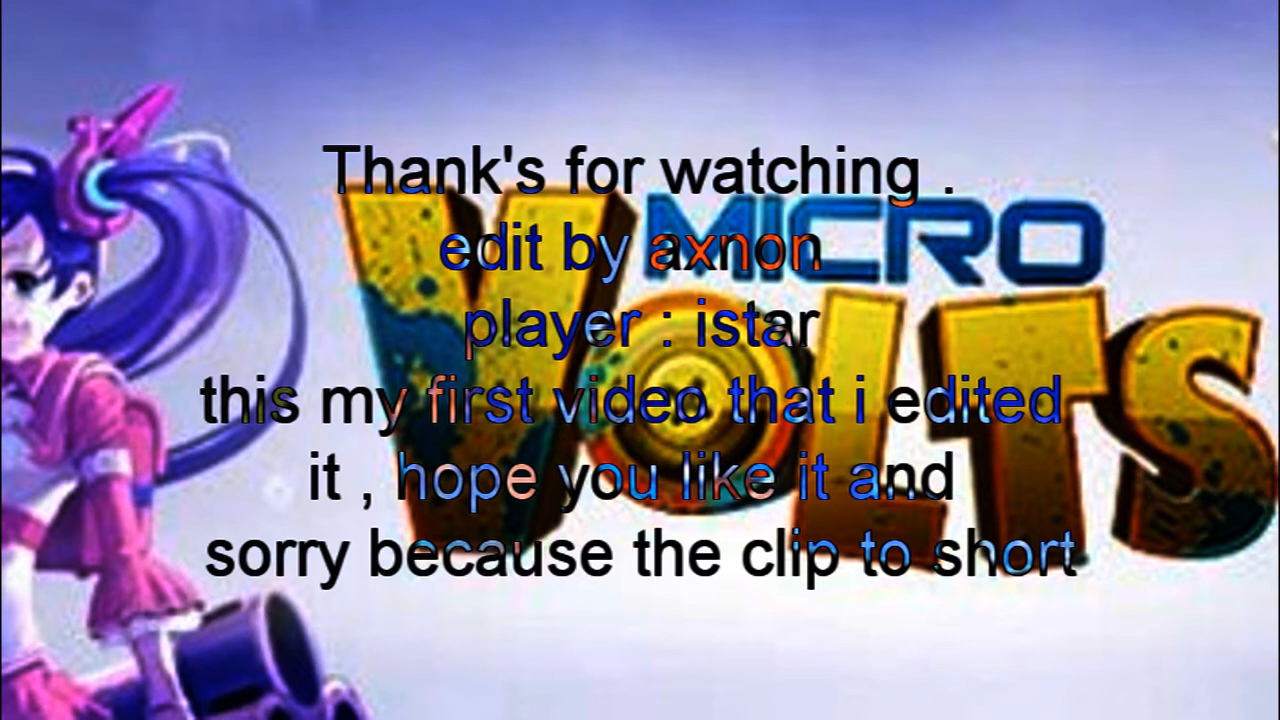 Thank's for watching .
MICRO
VOLTS
edit by axnon
player : istar
this my first video that i edited
it , hope you like it and
sorry because the clip to short